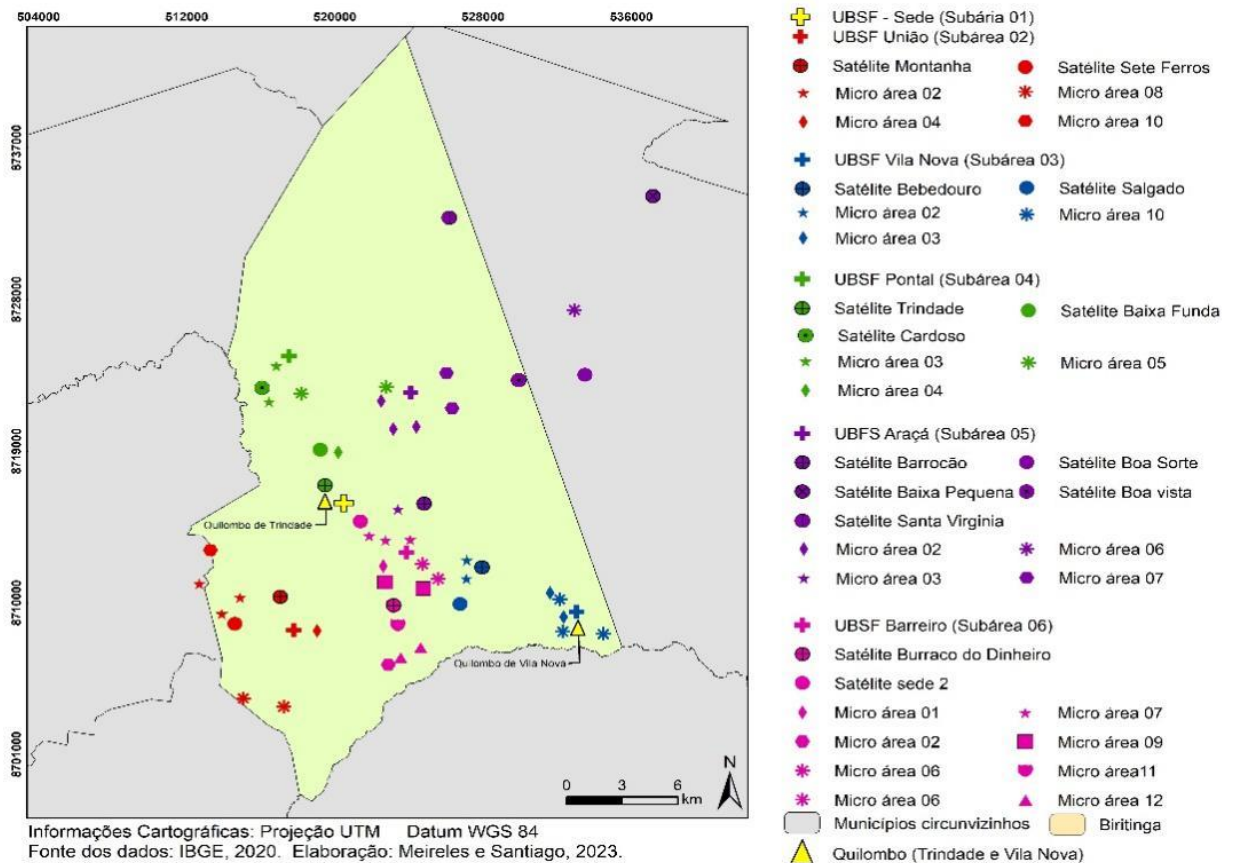 504000 512000 520000 528000 536000
8737000
8728000
8719000
8710000
8701000
Quilombo de Trindade
Quilombo de Vila Nova
N
0 3 6
km
Informações Cartográficas: Projeção UTM Datum WGS 84
Fonte dos dados: IBGE, 2020. Elaboração: Meireles e Santiago, 2023.
UBSF - Sede (Subária 01)
UBSF União (Subárea 02)
Satélite Montanha Satélite Sete Ferros
Micro área 02 Micro área 08
Micro área 04 Micro área 10
UBSF Vila Nova (Subárea 03)
Satélite Bebedouro Satélite Salgado
Micro área 02 Micro área 10
Micro área 03
UBSF Pontal (Subárea 04)
Satélite Trindade Satélite Baixa Funda
Satélite Cardoso
Micro área 03 Micro área 05
Micro área 04
UBFS Araçá (Subárea 05)
Satélite Barrocão Satélite Boa Sorte
Satélite Baixa Pequena Satélite Boa vista
Satélite Santa Virginia
Micro área 02 Micro área 06
Micro área 03 Micro área 07
UBSF Barreiro (Subárea 06)
Satélite Burraco do Dinheiro
Satélite sede 2
Micro área 01 Micro área 07
Micro área 02 Micro área 09
Micro área 06 Micro área11
Micro área 06 Micro área 12
Municípios circunvizinhos Biritinga
Quilombo (Trindade e Vila Nova)